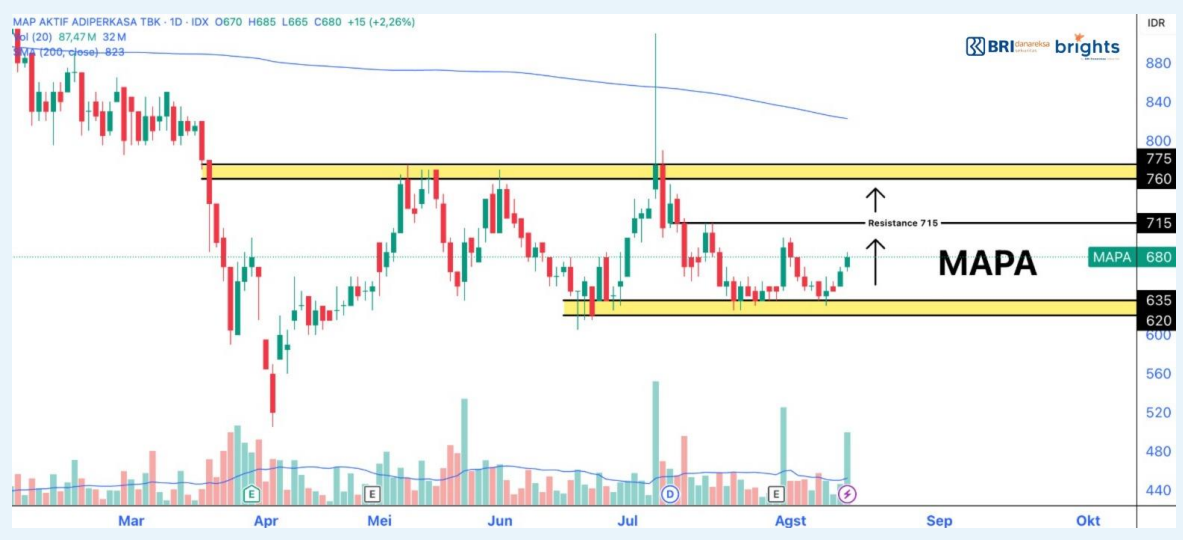 MAP AKTIF ADIPERKASA TBK · 1D · IDX O670 H685 L665 C680 +15 (+2,26%)
Vol (20) 87,47 M 32 M
SMA (200, close) 823
IDR
BRI danareksa sekuritas brights
880
840
800
775
760
715
Resistance 715
MAPA
MAPA 680
635
620
600
560
520
480
440
E E D E
Mar Apr Mei Jun Jul Agst Sep Okt